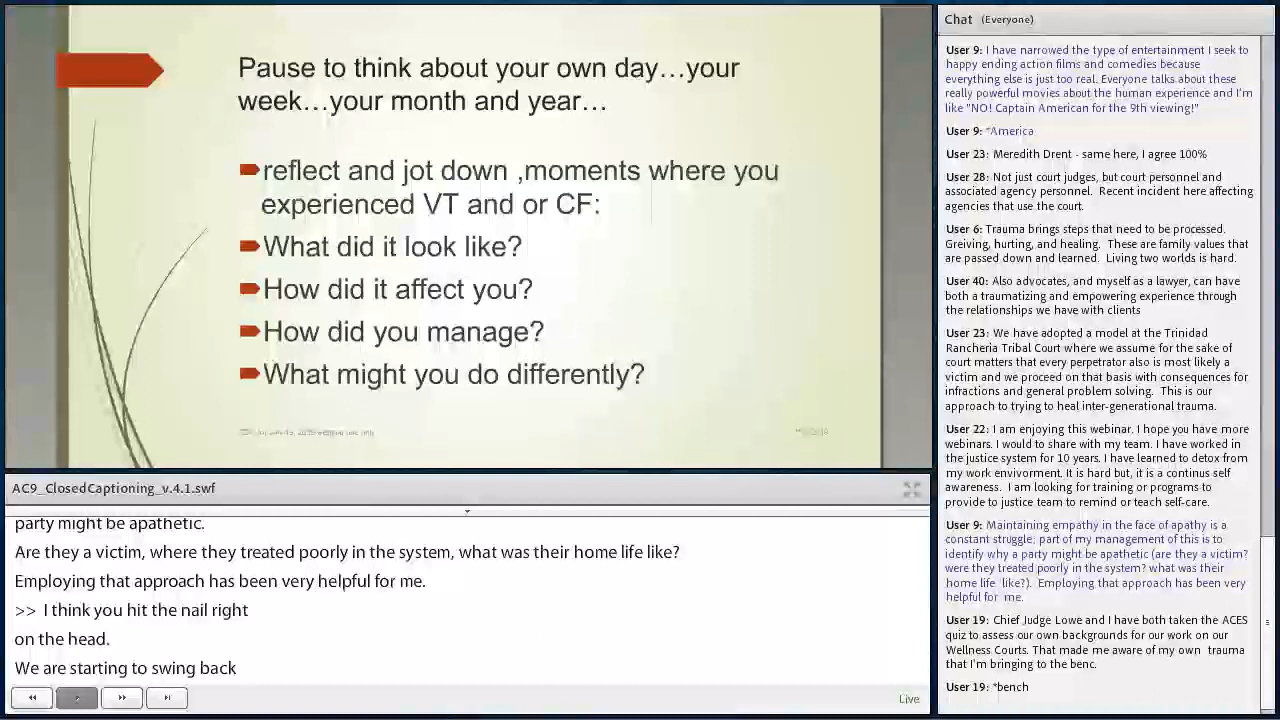 Pause to think about your own day…your
week…your month and year…
reflect and jot down ,moments where you
experienced VT and or CF:
What did it look like?
How did it affect you?
How did you manage?
What might you do differently?
AC9_ClosedCaptioning_v.4.1.swf
party might be apathetic.
Are they a victim, where they treated poorly in the system, what was their home life like?
Employing that approach has been very helpful for me.
>> I think you hit the nail right
on the head.
We are starting to swing back
Live
Chat (Everyone)
User 9: I have narrowed the type of entertainment I seek to
happy ending action films and comedies because
everything else is just too real. Everyone talks about these
really powerful movies about the human experience and I'm
like "NO! Captain American for the 9th viewing!"
User 9: *America
User 23: Meredith Drent - same here, I agree 100%
User 28: Not just court judges, but court personnel and
associated agency personnel. Recent incident here affecting
agencies that use the court.
User 6: Trauma brings steps that need to be processed.
Greiving, hurting, and healing. These are family values that
are passed down and learned. Living two worlds is hard.
User 40: Also advocates, and myself as a lawyer, can have
both a traumatizing and empowering experience through
the relationships we have with clients
User 23: We have adopted a model at the Trinidad
Rancheria Tribal Court where we assume for the sake of
court matters that every perpetrator also is most likely a
victim and we proceed on that basis with consequences for
infractions and general problem solving. This is our
approach to trying to heal inter-generational trauma.
User 22: I am enjoying this webinar. I hope you have more
webinars. I would to share with my team. I have worked in
the justice system for 10 years. I have learned to detox from
my work envivorment. It is hard but, it is a continus self
awareness. I am looking for training or programs to
provide to justice team to remind or teach self-care.
User 9: Maintaining empathy in the face of apathy is a
constant struggle; part of my management of this is to
identify why a party might be apathetic (are they a victim?
were they treated poorly in the system? what was their
home life like?). Employing that approach has been very
helpful for me.
User 19: Chief Judge Lowe and I have both taken the ACES
quiz to assess our own backgrounds for our work on our
Wellness Courts. That made me aware of my own trauma
that I'm bringing to the benc.
User 19: *bench